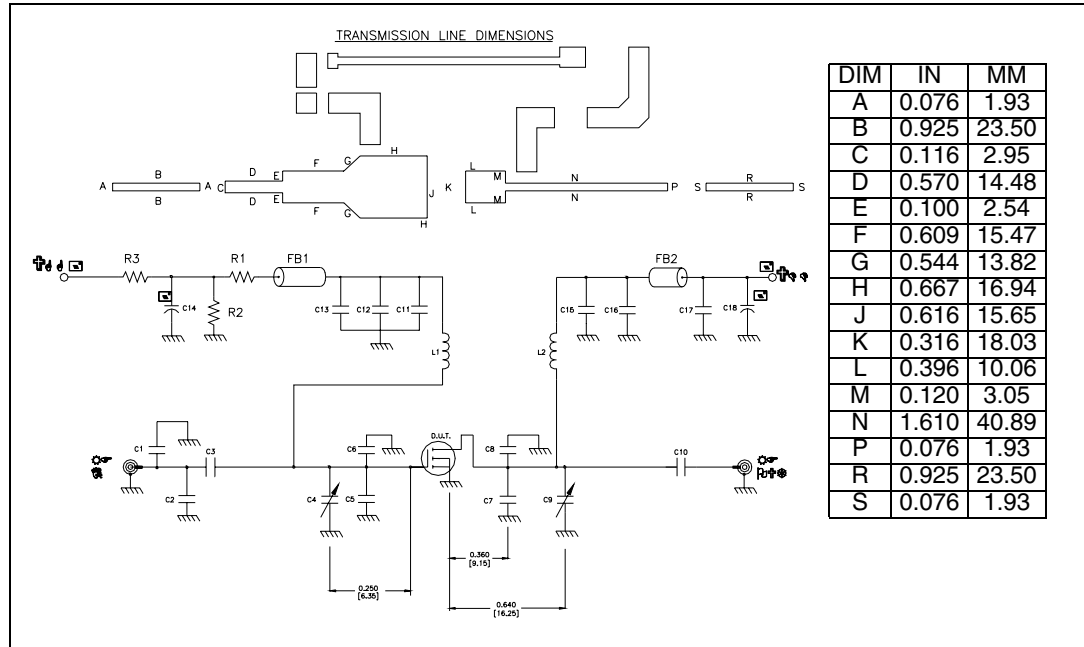 TRANSMISSION LINE DIMENSIONS
H
G
F
L
D
E
M
N
B
R
A
A
C
J
K
P
S
S
B
D
E
F
G
M
L
N
R
H
R3
R1
FB1
FB2
C14
R2
C13
C12
C11
C15
C16
C17
C18
L1
L2
D.U.T.
C1
C3
C6
C8
C10
C2
C4
C5
C7
C9
0.360
[9.15]
0.250
[6.35]
0.640
[16.25]
DIM IN MM
A 0.076 1.93
B 0.925 23.50
C 0.116 2.95
D 0.570 14.48
E 0.100 2.54
F 0.609 15.47
G 0.544 13.82
H 0.667 16.94
J 0.616 15.65
K 0.316 18.03
L 0.396 10.06
M 0.120 3.05
N 1.610 40.89
P 0.076 1.93
R 0.925 23.50
S 0.076 1.93